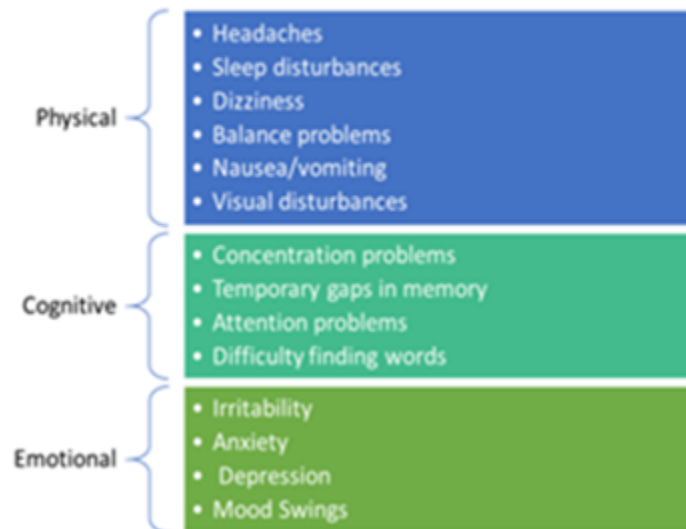 Physical
• Headaches
• Sleep disturbances
• Dizziness
• Balance problems
• Nausea/vomiting
• Visual disturbances
Cognitive
• Concentration problems
• Temporary gaps in memory
• Attention problems
• Difficulty finding words
Emotional
• Irritability
• Anxiety
• Depression
• Mood Swings